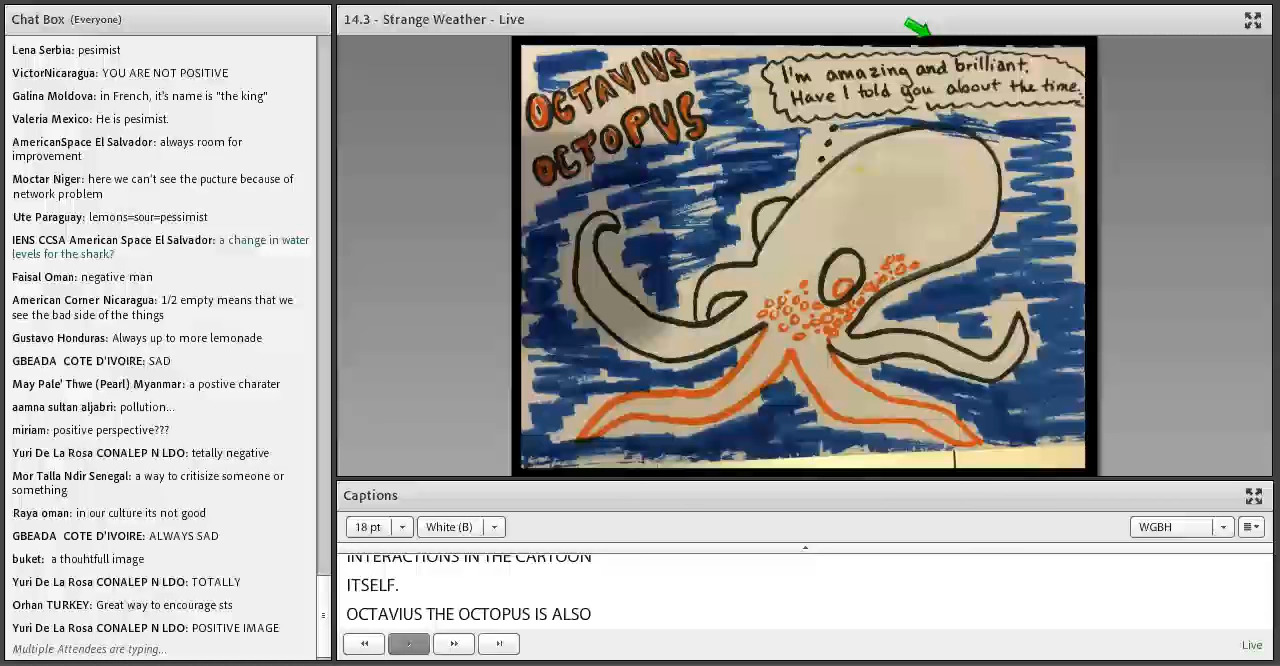 Chat Box (Everyone)
Lena Serbia: pesimist
VictorNicaragua: YOU ARE NOT POSITIVE
Galina Moldova: in French, it's name is "the king"
Valeria Mexico: He is pesimist.
AmericanSpace El Salvador: always room for
improvement
Moctar Niger: here we can't see the pucture because of
network problem
Ute Paraguay: lemons=sour=pessimist
IENS CCSA American Space El Salvador: a change in water
levels for the shark?
Faisal Oman: negative man
American Corner Nicaragua: 1/2 empty means that we
see the bad side of the things
Gustavo Honduras: Always up to more lemonade
GBEADA COTE D'IVOIRE: SAD
May Pale' Thwe (Pearl) Myanmar: a postive charater
aamna sultan aljabri: pollution...
miriam: positive perspective???
Yuri De La Rosa CONALEP N LDO: tetally negative
Mor Talla Ndir Senegal: a way to critisize someone or
something
Raya oman: in our culture its not good
GBEADA COTE D'IVOIRE: ALWAYS SAD
buket: a thouhtfull image
Yuri De La Rosa CONALEP N LDO: TOTALLY
Orhan TURKEY: Great way to encourage sts
Yuri De La Rosa CONALEP N LDO: POSITIVE IMAGE
Multiple Attendees are typing...
14.3 - Strange Weather - Live
OCTAVIUS
OCTOPUS
I'm amazing and brilliant.
Have I told you about the time
Captions
18 pt
White (B)
WGBH
INTERACTIONS IN THE CARTOON
ITSELF.
OCTAVIUS THE OCTOPUS IS ALSO
Live